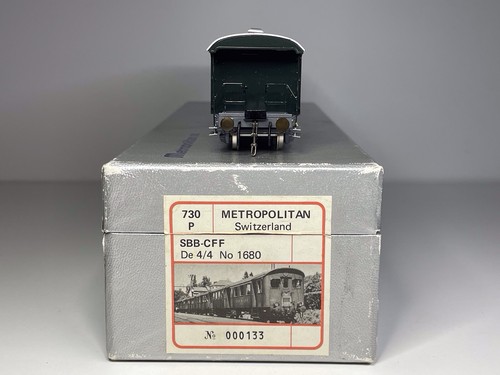 730 METROPOLITAN
P Switzerland
SBB-CFF
De 4/4 No 1680
№ 000133